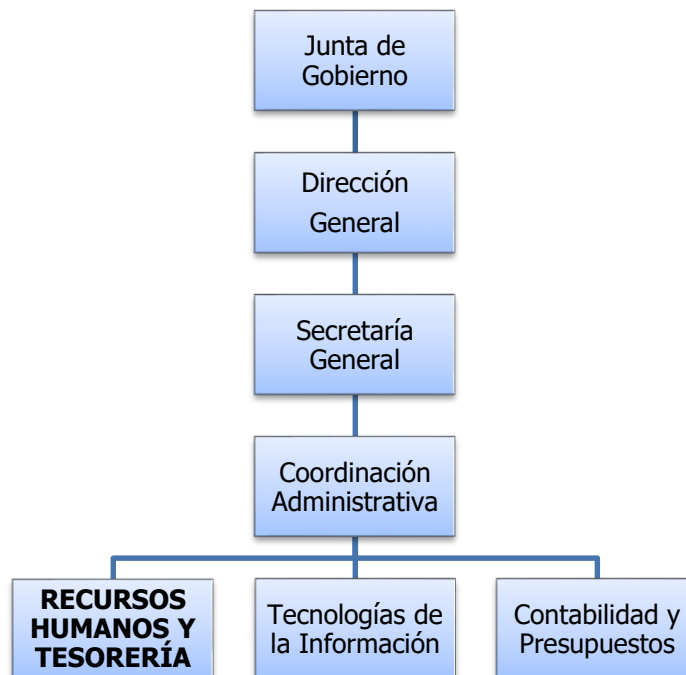 Junta de
Gobierno
Dirección
General
Secretaría
General
Coordinación
Administrativa
RECURSOS
HUMANOS Y
TESORERÍA
Tecnologías de
la Información
Contabilidad y
Presupuestos